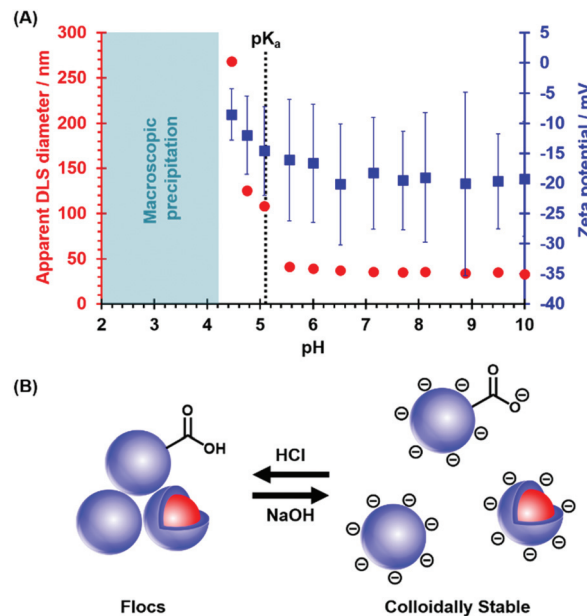 (A)
pKa
300
250
200
150
100
50
0
Apparent DLS diameter / nm
Macroscopic
precipitation
5
0
-5
-10
-15
-20
-25
-30
-35
-40
Zeta potential / mV
2 3 4 5 6 7 8 9 10
pH
(B)
O
OH
HCl
NaOH
O
O
Flocs
Colloidally Stable